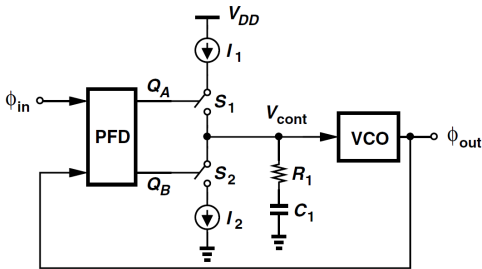 V_DD
I_1
Q_A
S_1
ϕ_in
V_cont
PFD
VCO
ϕ_out
Q_B
S_2
R_1
I_2
C_1